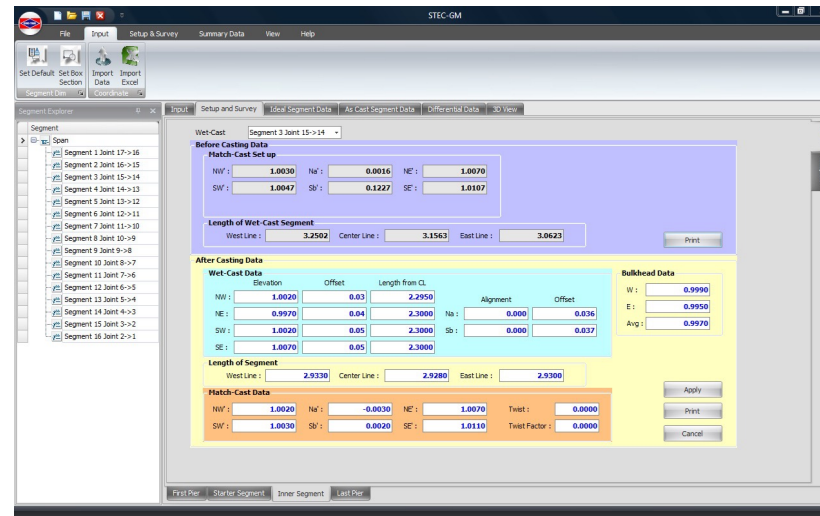 STEC-GM
File Input Setup & Survey Summary Data View Help
Set Default Set Box Section Import Data Import Excel
Segment Dim Coordinate
Segment Explorer
Input Setup and Survey Ideal Segment Data As Cast Segment Data Differential Data 3D View
Segment
Span
Segment 1 Joint 17->16
Segment 2 Joint 16->15
Segment 3 Joint 15->14
Segment 4 Joint 14->13
Segment 5 Joint 13->12
Segment 6 Joint 12->11
Segment 7 Joint 11->10
Segment 8 Joint 10->9
Segment 9 Joint 9->8
Segment 10 Joint 8->7
Segment 11 Joint 7->6
Segment 12 Joint 6->5
Segment 13 Joint 5->4
Segment 14 Joint 4->3
Segment 15 Joint 3->2
Segment 16 Joint 2->1
Wet-Cast Segment 3 Joint 15->14
Before Casting Data
Match-Cast Set up
NW' : 1.0030 Na' : 0.0016 NE' : 1.0070
SW' : 1.0047 Sb' : 0.1227 SE' : 1.0107
Length of Wet-Cast Segment
West Line : 3.2502 Center Line : 3.1563 East Line : 3.0623
Print
After Casting Data
Wet-Cast Data
Elevation Offset Length from CL
NW : 1.0020 0.03 2.2950 Alignment Offset
NE : 0.9970 0.04 2.3000 Na : 0.000 0.036
SW : 1.0020 0.05 2.3000 Sb : 0.000 0.037
SE : 1.0070 0.05 2.3000
Bulkhead Data
W : 0.9990
E : 0.9950
Avg : 0.9970
Length of Segment
West Line : 2.9330 Center Line : 2.9280 East Line : 2.9300
Match-Cast Data
NW' : 1.0020 Na' : -0.0030 NE' : 1.0070 Twist : 0.0000
SW' : 1.0030 Sb' : 0.0020 SE' : 1.0110 Twist Factor : 0.0000
Apply
Print
Cancel
First Pier Starter Segment Inner Segment Last Pier